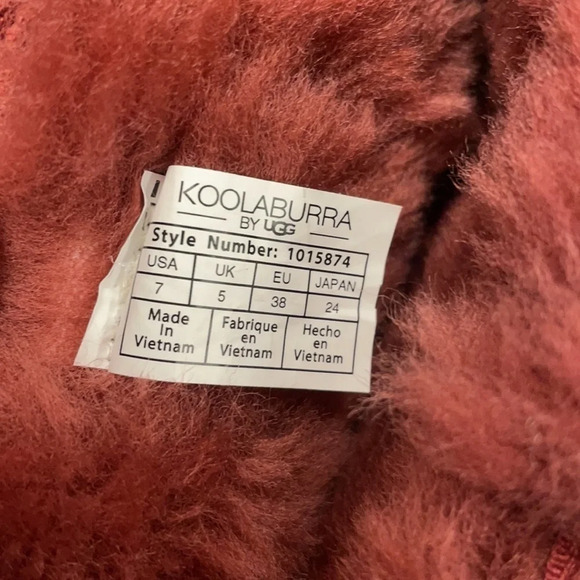 KOOLABURRA
BY UGG
Style Number: 1015874
USA UK EU JAPAN
7 5 38 24
Made Fabrique Hecho
In en en
Vietnam Vietnam Vietnam